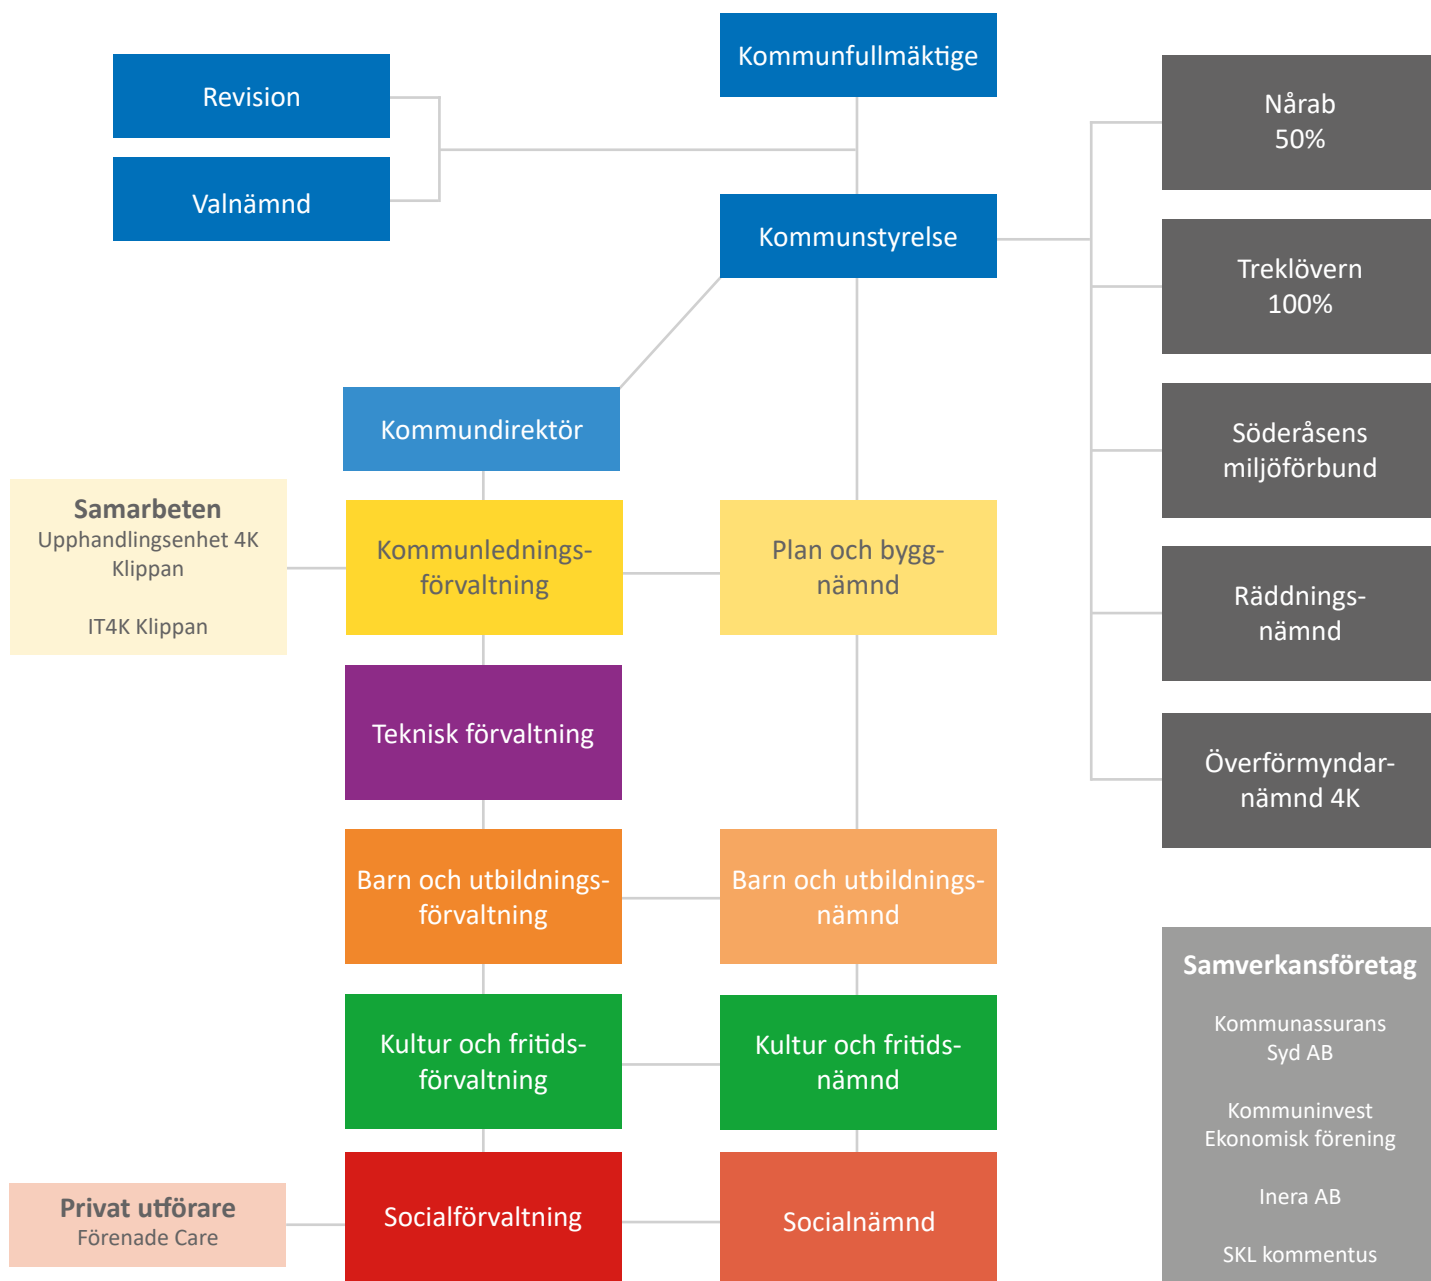 Kommunfullmäktige
Revision
Valnämnd
Kommunstyrelse
Nårab
50%
Treklövern
100%
Söderåsens
miljöförbund
Räddnings-
nämnd
Överförmyndar-
nämnd 4K
Kommundirektör
Samarbeten
Upphandlingsenhet 4K
Klippan
IT4K Klippan
Kommunlednings-
förvaltning
Plan och bygg-
nämnd
Teknisk förvaltning
Barn och utbildnings-
förvaltning
Barn och utbildnings-
nämnd
Kultur och fritids-
förvaltning
Kultur och fritids-
nämnd
Privat utförare
Förenade Care
Socialförvaltning
Socialnämnd
Samverkansföretag
Kommunassurans
Syd AB
Kommuninvest
Ekonomisk förening
Inera AB
SKL kommentus